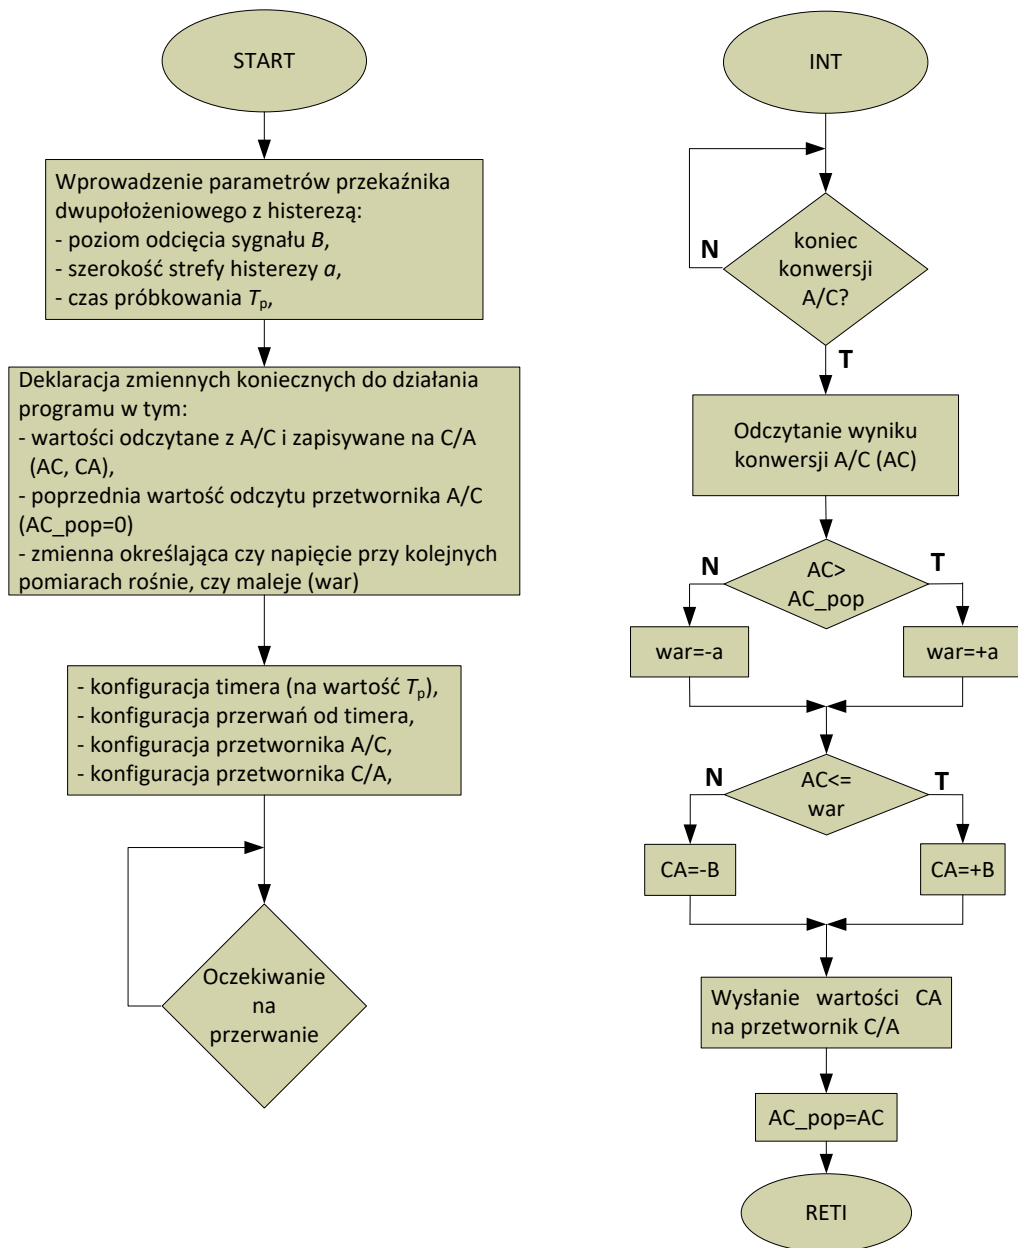 START
Wprowadzenie parametrów przekaźnika
dwupołożeniowego z histerezą:
- poziom odcięcia sygnału B,
- szerokość strefy histerezy a,
- czas próbkowania Tp,
Deklaracja zmiennych koniecznych do działania
programu w tym:
- wartości odczytane z A/C i zapisywane na C/A
(AC, CA),
- poprzednia wartość odczytu przetwornika A/C
(AC_pop=0)
- zmienna określająca czy napięcie przy kolejnych
pomiarach rośnie, czy maleje (war)
- konfiguracja timera (na wartość Tp),
- konfiguracja przerwań od timera,
- konfiguracja przetwornika A/C,
- konfiguracja przetwornika C/A,
Oczekiwanie
na
przerwanie
INT
N
koniec
konwersji
A/C?
T
Odczytanie wyniku
konwersji A/C (AC)
N
AC>
AC_pop
T
war=-a
war=+a
N
AC<=
war
T
CA=-B
CA=+B
Wysłanie wartości CA
na przetwornik C/A
AC_pop=AC
RETI